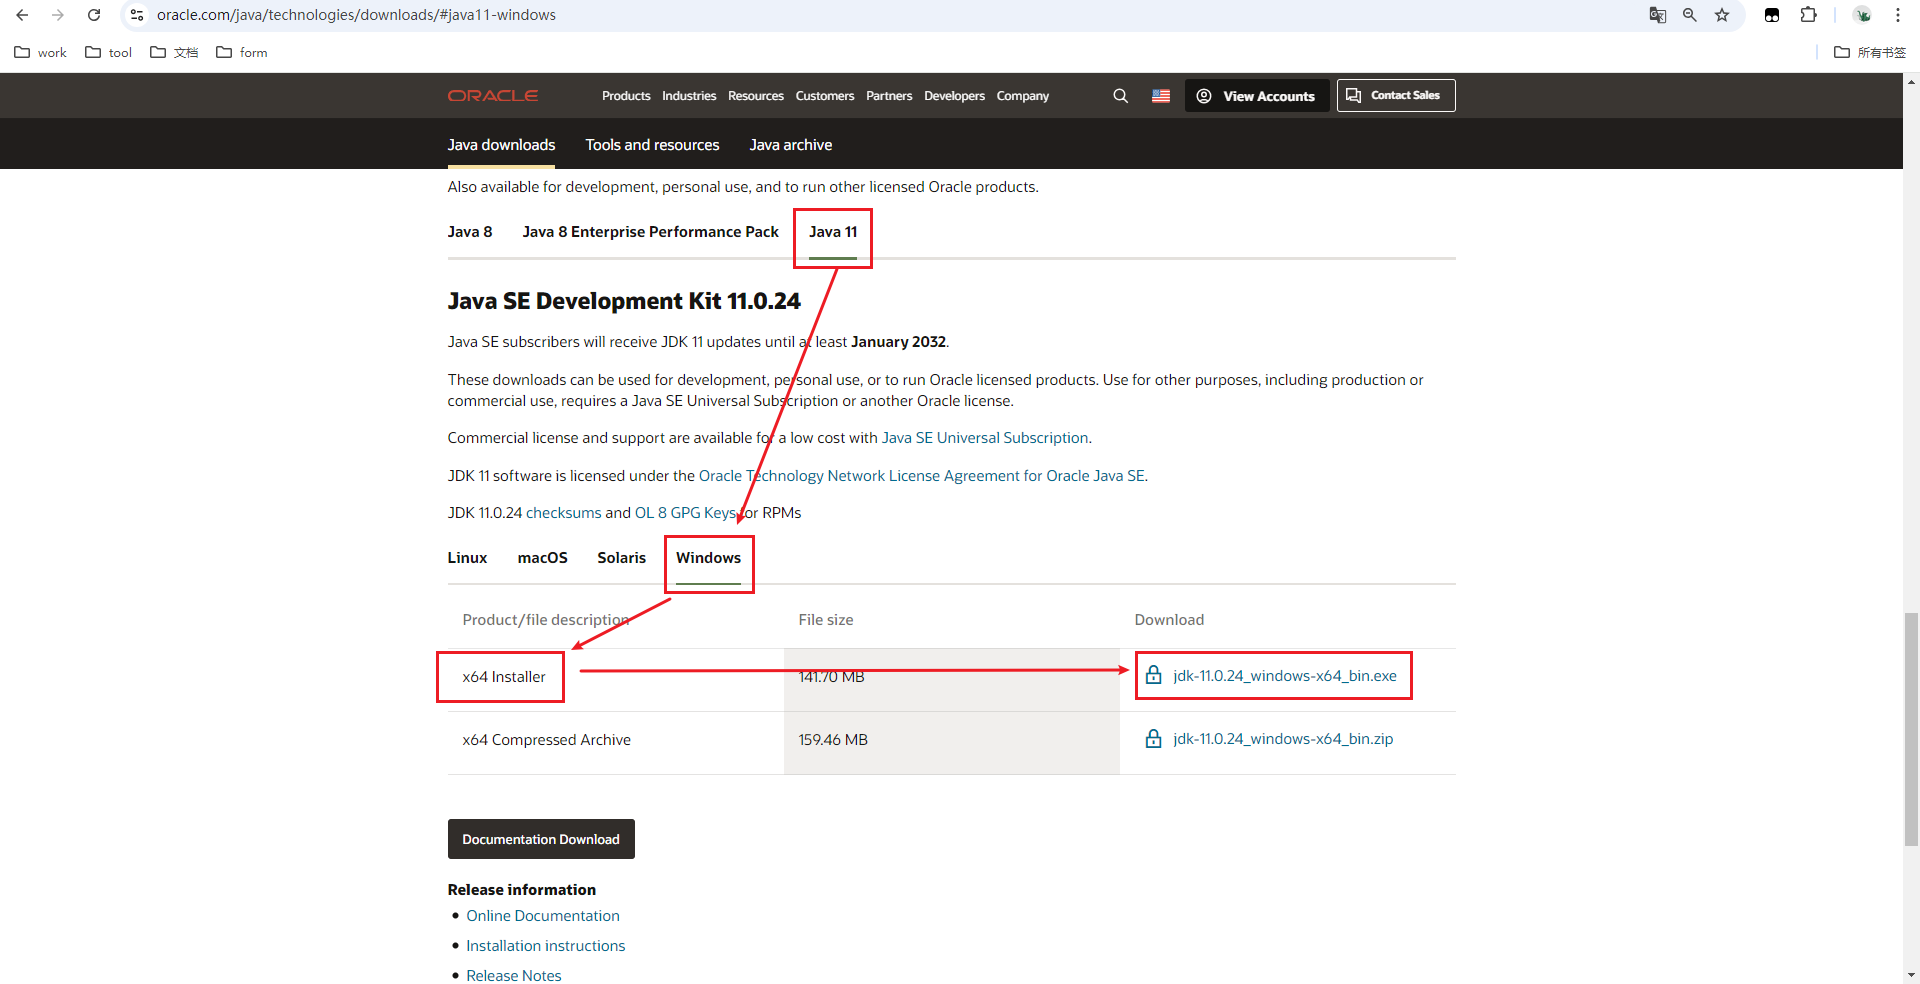 oracle.com/java/technologies/downloads/#java11-windows
work tool 文档 form 所有书签
ORACLE Products Industries Resources Customers Partners Developers Company View Accounts Contact Sales
Java downloads Tools and resources Java archive
Also available for development, personal use, and to run other licensed Oracle products.
Java 8 Java 8 Enterprise Performance Pack Java 11
Java SE Development Kit 11.0.24
Java SE subscribers will receive JDK 11 updates until at least January 2032.
These downloads can be used for development, personal use, or to run Oracle licensed products. Use for other purposes, including production or
commercial use, requires a Java SE Universal Subscription or another Oracle license.
Commercial license and support are available for a low cost with Java SE Universal Subscription.
JDK 11 software is licensed under the Oracle Technology Network License Agreement for Oracle Java SE.
JDK 11.0.24 checksums and OL 8 GPG Keys for RPMs
Linux macOS Solaris Windows
Product/file description File size Download
x64 Installer 141.70 MB jdk-11.0.24_windows-x64_bin.exe
x64 Compressed Archive 159.46 MB jdk-11.0.24_windows-x64_bin.zip
Documentation Download
Release information
Online Documentation
Installation instructions
Release Notes